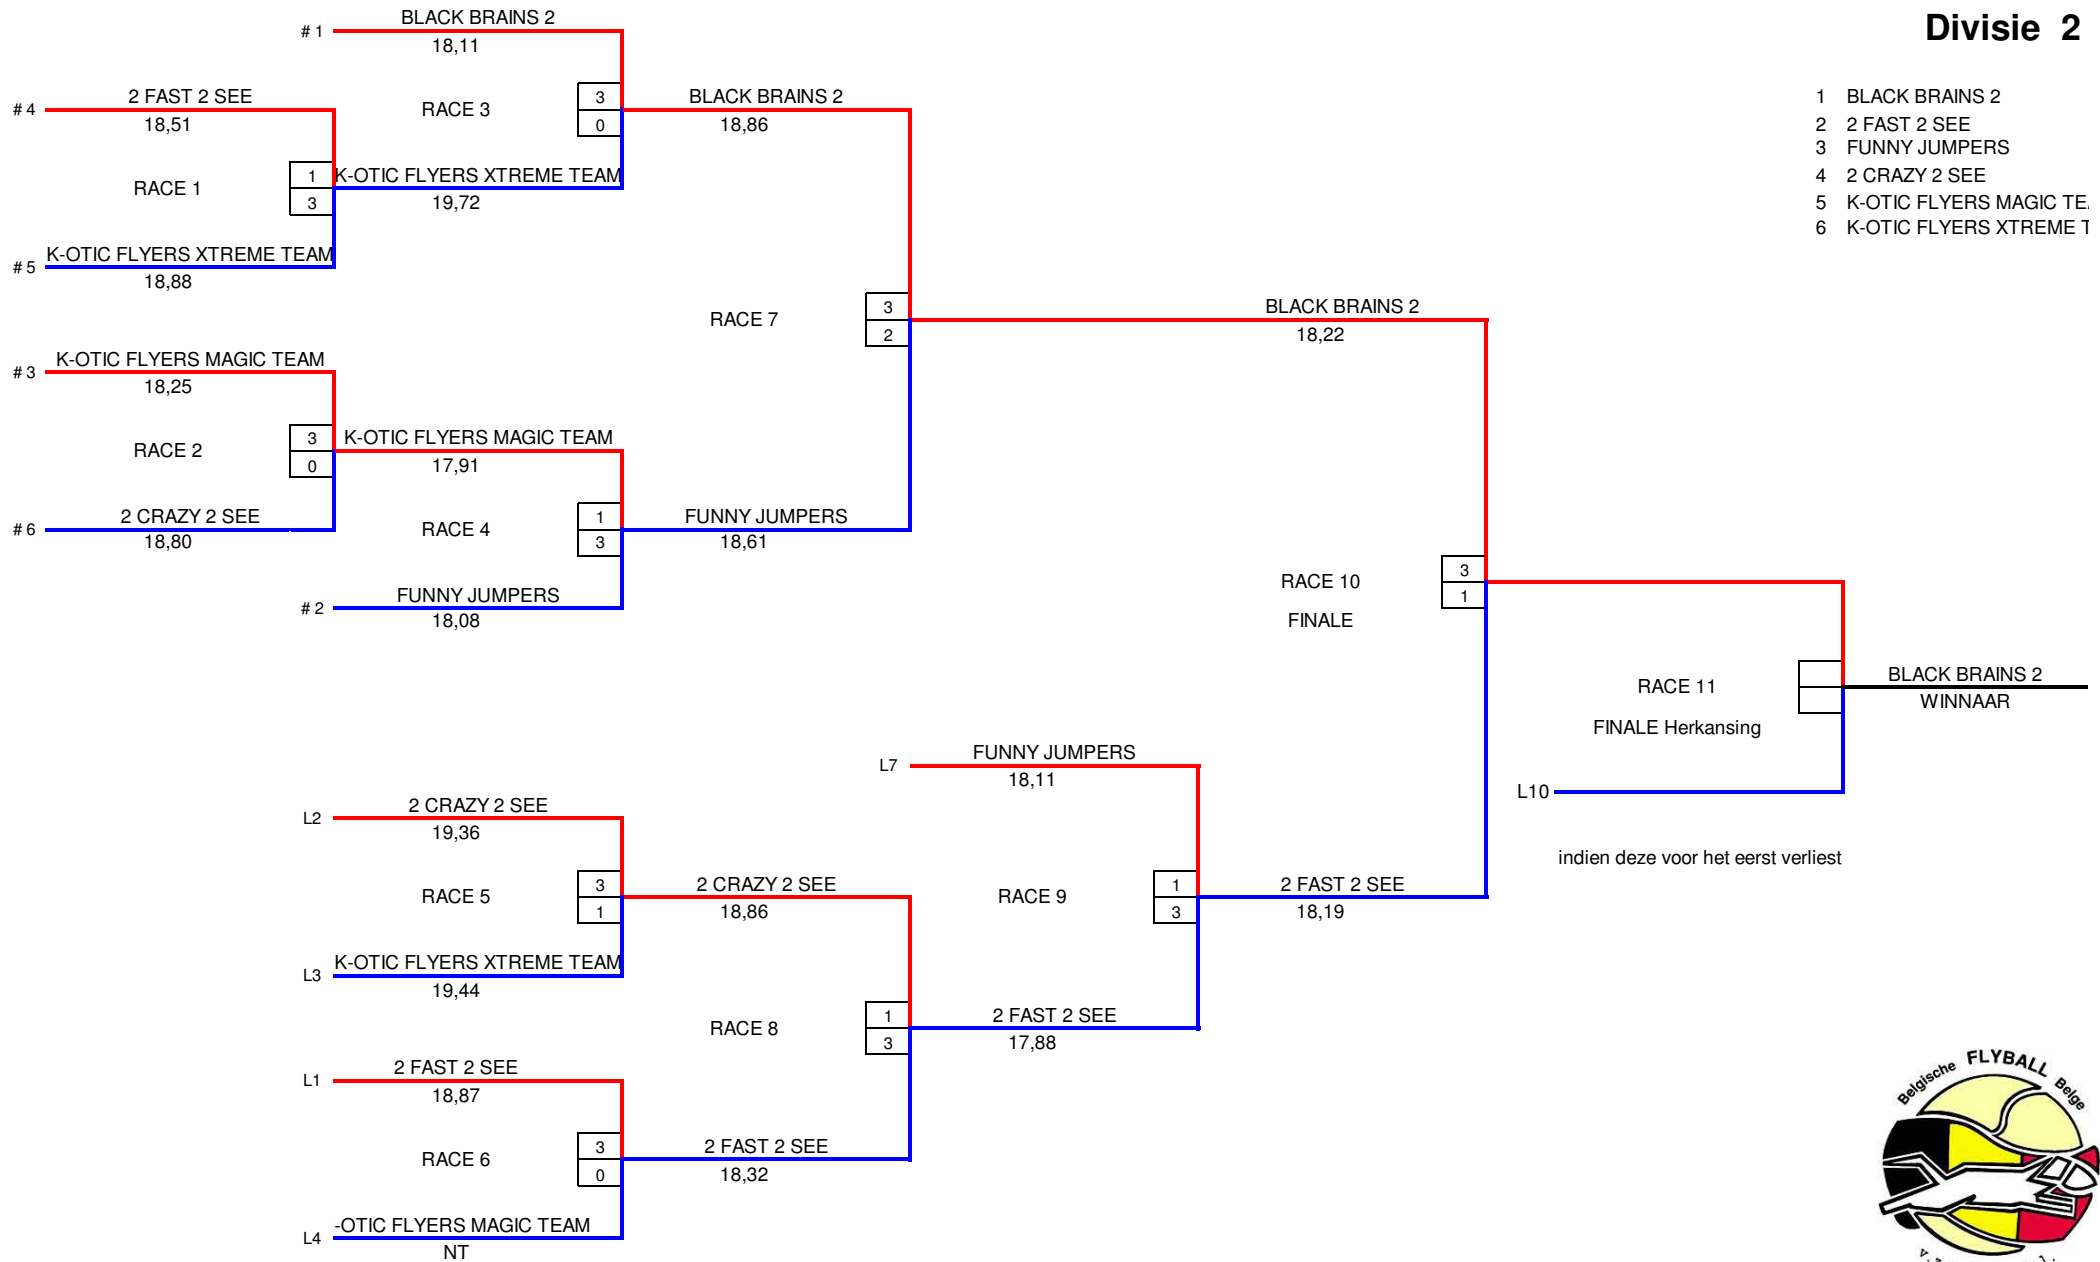 Divisie 2
1 BLACK BRAINS 2
2 2 FAST 2 SEE
3 FUNNY JUMPERS
4 2 CRAZY 2 SEE
5 K-OTIC FLYERS MAGIC TE
6 K-OTIC FLYERS XTREME T
# 1 BLACK BRAINS 2
18,11
# 4 2 FAST 2 SEE
18,51
RACE 3
3
0
BLACK BRAINS 2
18,86
RACE 1
1
3
K-OTIC FLYERS XTREME TEAM
19,72
# 5 K-OTIC FLYERS XTREME TEAM
18,88
RACE 7
3
2
BLACK BRAINS 2
18,22
# 3 K-OTIC FLYERS MAGIC TEAM
18,25
RACE 2
3
0
K-OTIC FLYERS MAGIC TEAM
17,91
# 6 2 CRAZY 2 SEE
18,80
RACE 4
1
3
FUNNY JUMPERS
18,61
# 2 FUNNY JUMPERS
18,08
RACE 10
FINALE
3
1
RACE 11
FINALE Herkansing
BLACK BRAINS 2
WINNAAR
L10
indien deze voor het eerst verliest
L7 FUNNY JUMPERS
18,11
L2 2 CRAZY 2 SEE
19,36
RACE 5
3
1
2 CRAZY 2 SEE
18,86
RACE 9
1
3
2 FAST 2 SEE
18,19
L3 K-OTIC FLYERS XTREME TEAM
19,44
RACE 8
1
3
2 FAST 2 SEE
17,88
L1 2 FAST 2 SEE
18,87
RACE 6
3
0
2 FAST 2 SEE
18,32
L4 -OTIC FLYERS MAGIC TEAM
NT
Belgische FLYBALL Belge